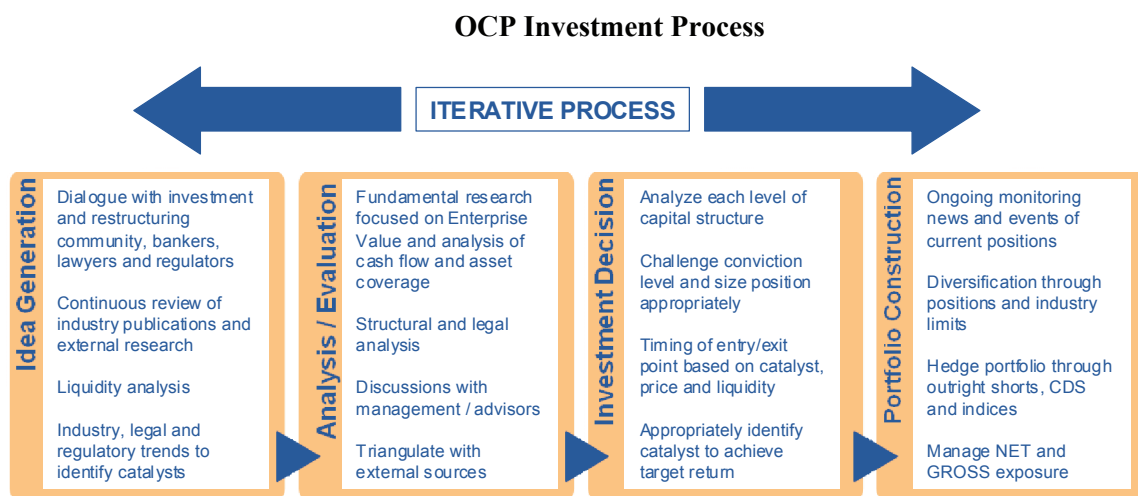 OCP Investment Process
ITERATIVE PROCESS
Idea Generation
Dialogue with investment
and restructuring
community, bankers,
lawyers and regulators
Continuous review of
industry publications and
external research
Liquidity analysis
Industry, legal and
regulatory trends to
identify catalysts
Analysis / Evaluation
Fundamental research
focused on Enterprise
Value and analysis of
cash flow and asset
coverage
Structural and legal
analysis
Discussions with
management / advisors
Triangulate with
external sources
Investment Decision
Analyze each level of
capital structure
Challenge conviction
level and size position
appropriately
Timing of entry/exit
point based on catalyst,
price and liquidity
Appropriately identify
catalyst to achieve
target return
Portfolio Construction
Ongoing monitoring
news and events of
current positions
Diversification through
positions and industry
limits
Hedge portfolio through
outright shorts, CDS
and indices
Manage NET and
GROSS exposure